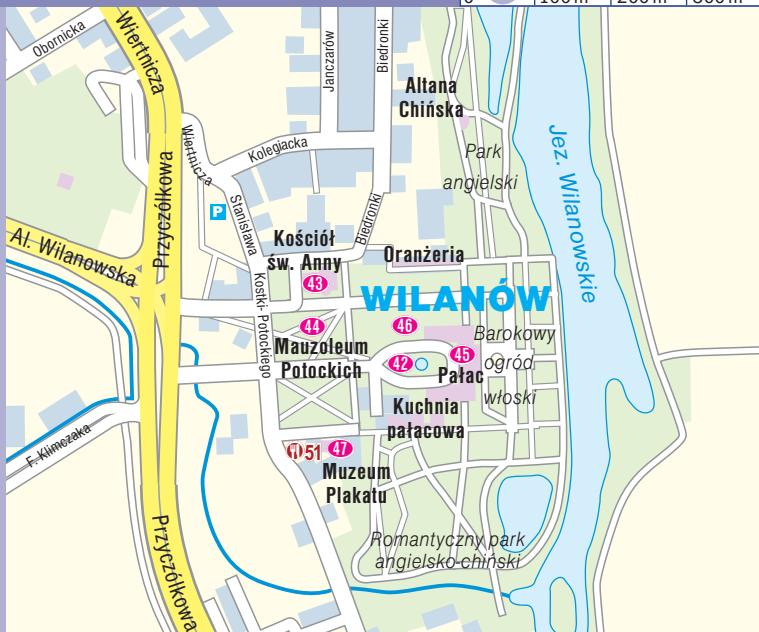 Obornicka
Wiertnicza
Janczarów
Biedronki
Altana
Chińska
Jez. Wilanowskie
Park
angielski
Kolegiacka
Wiertnicza
P
Stanisława
Kostki-Potockiego
Przyczółkowa
Al. Wilanowska
Biedronki
Kościół
św. Anny
43
Oranżeria
WILANÓW
44
46
Mauzoleum
Potockich
42
45
Pałac
Barokowy
ogród
włoski
Kuchnia
pałacowa
F. Klimczaka
51
47
Muzeum
Plakatu
Romantyczny park
angielsko-chiński
Przyczółkowa